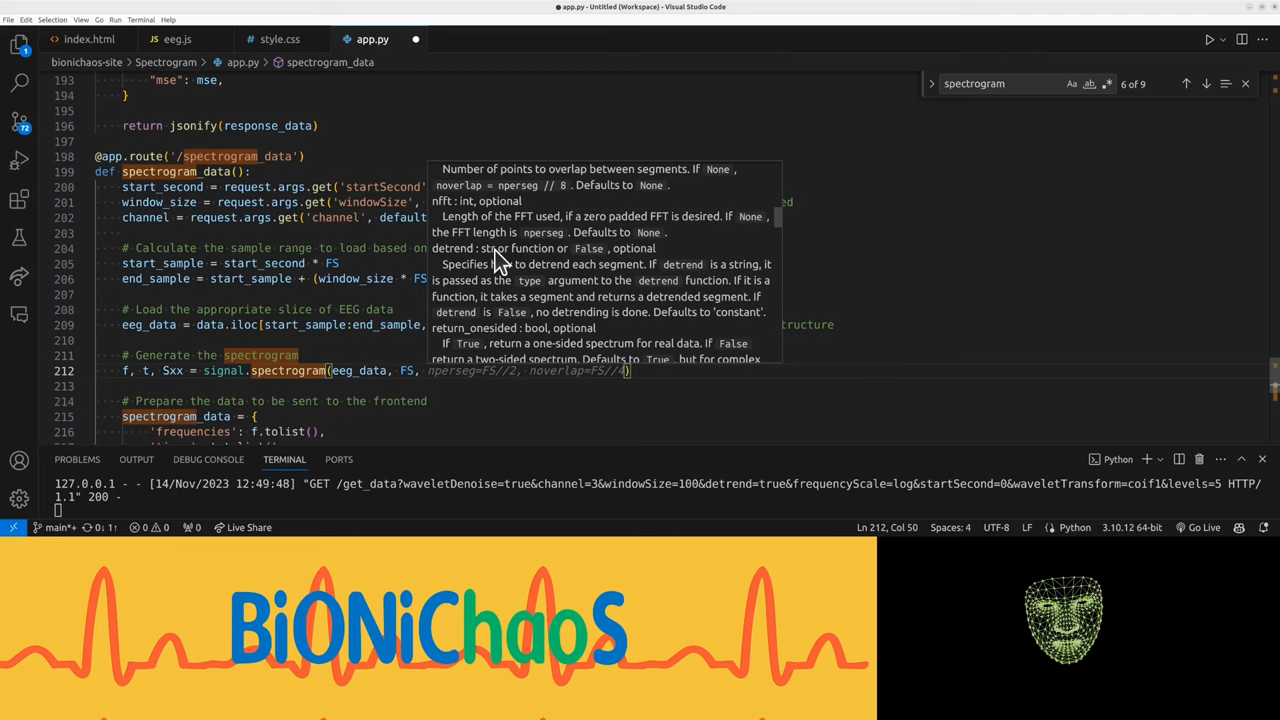 app.py - Untitled (Workspace) - Visual Studio Code
File Edit Selection View Go Run Terminal Help
index.html eeg.js style.css app.py
bionichaos-site > Spectrogram > app.py > spectrogram_data
spectrogram Aa ab 6 of 9
193 "mse": mse,
194 }
195
196 return jsonify(response_data)
197
198 @app.route('/spectrogram_data')
199 def spectrogram_data():
200 start_second = request.args.get('startSecond'
201 window_size = request.args.get('windowSize',
202 channel = request.args.get('channel', default
203
204 # Calculate the sample range to load based on
205 start_sample = start_second * FS
206 end_sample = start_sample + (window_size * FS
207
208 # Load the appropriate slice of EEG data
209 eeg_data = data.iloc[start_sample:end_sample,
210
211 # Generate the spectrogram
212 f, t, Sxx = signal.spectrogram(eeg_data, FS, nperseg=FS//2, noverlap=FS//4)
213
214 # Prepare the data to be sent to the frontend
215 spectrogram_data = {
216 'frequencies': f.tolist(),
Number of points to overlap between segments. If None,
noverlap = nperseg // 8. Defaults to None.
nfft : int, optional
Length of the FFT used, if a zero padded FFT is desired. If None,
the FFT length is nperseg. Defaults to None.
detrend : str or function or False, optional
Specifies to detrend each segment. If detrend is a string, it
is passed as the type argument to the detrend function. If it is a
function, it takes a segment and returns a detrended segment. If
detrend is False, no detrending is done. Defaults to 'constant'.
return_onesided : bool, optional
If True, return a one-sided spectrum for real data. If False
return a two-sided spectrum. Defaults to True, but for complex
PROBLEMS OUTPUT DEBUG CONSOLE TERMINAL PORTS
Python
127.0.0.1 - - [14/Nov/2023 12:49:48] "GET /get_data?waveletDenoise=true&channel=3&windowSize=100&detrend=true&frequencyScale=log&startSecond=0&waveletTransform=coif1&levels=5 HTTP/
1.1" 200 -
main*+ 0↓ 1↑ 0 0 0 Live Share
Ln 212, Col 50 Spaces: 4 UTF-8 LF Python 3.10.12 64-bit Go Live
BiONiChaoS